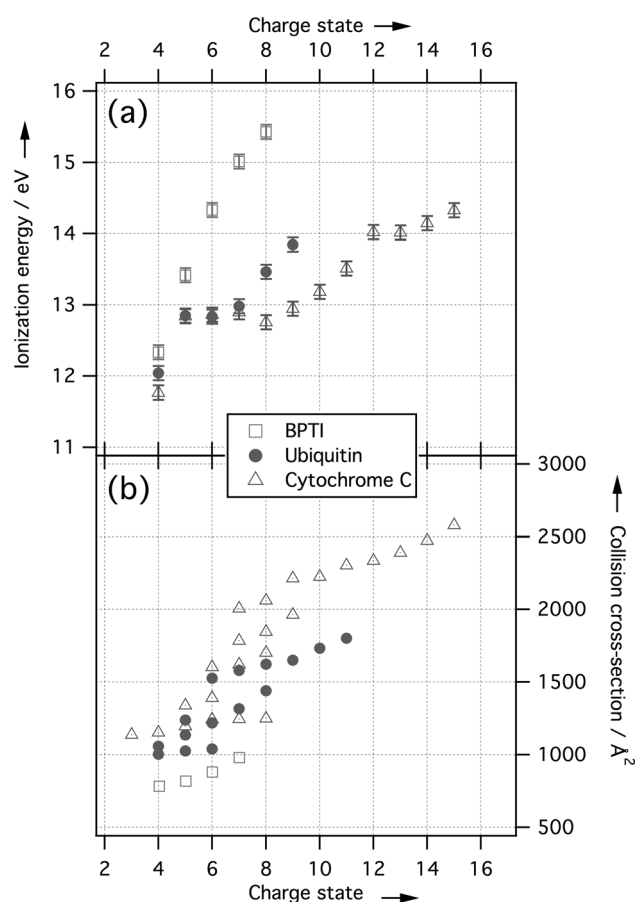 Charge state
2 4 6 8 10 12 14 16
(a)
16
15
14
13
12
11
Ionization energy / eV
BPTI
Ubiquitin
Cytochrome C
(b)
3000
2500
2000
1500
1000
500
Collision cross-section / Å²
2 4 6 8 10 12 14 16
Charge state